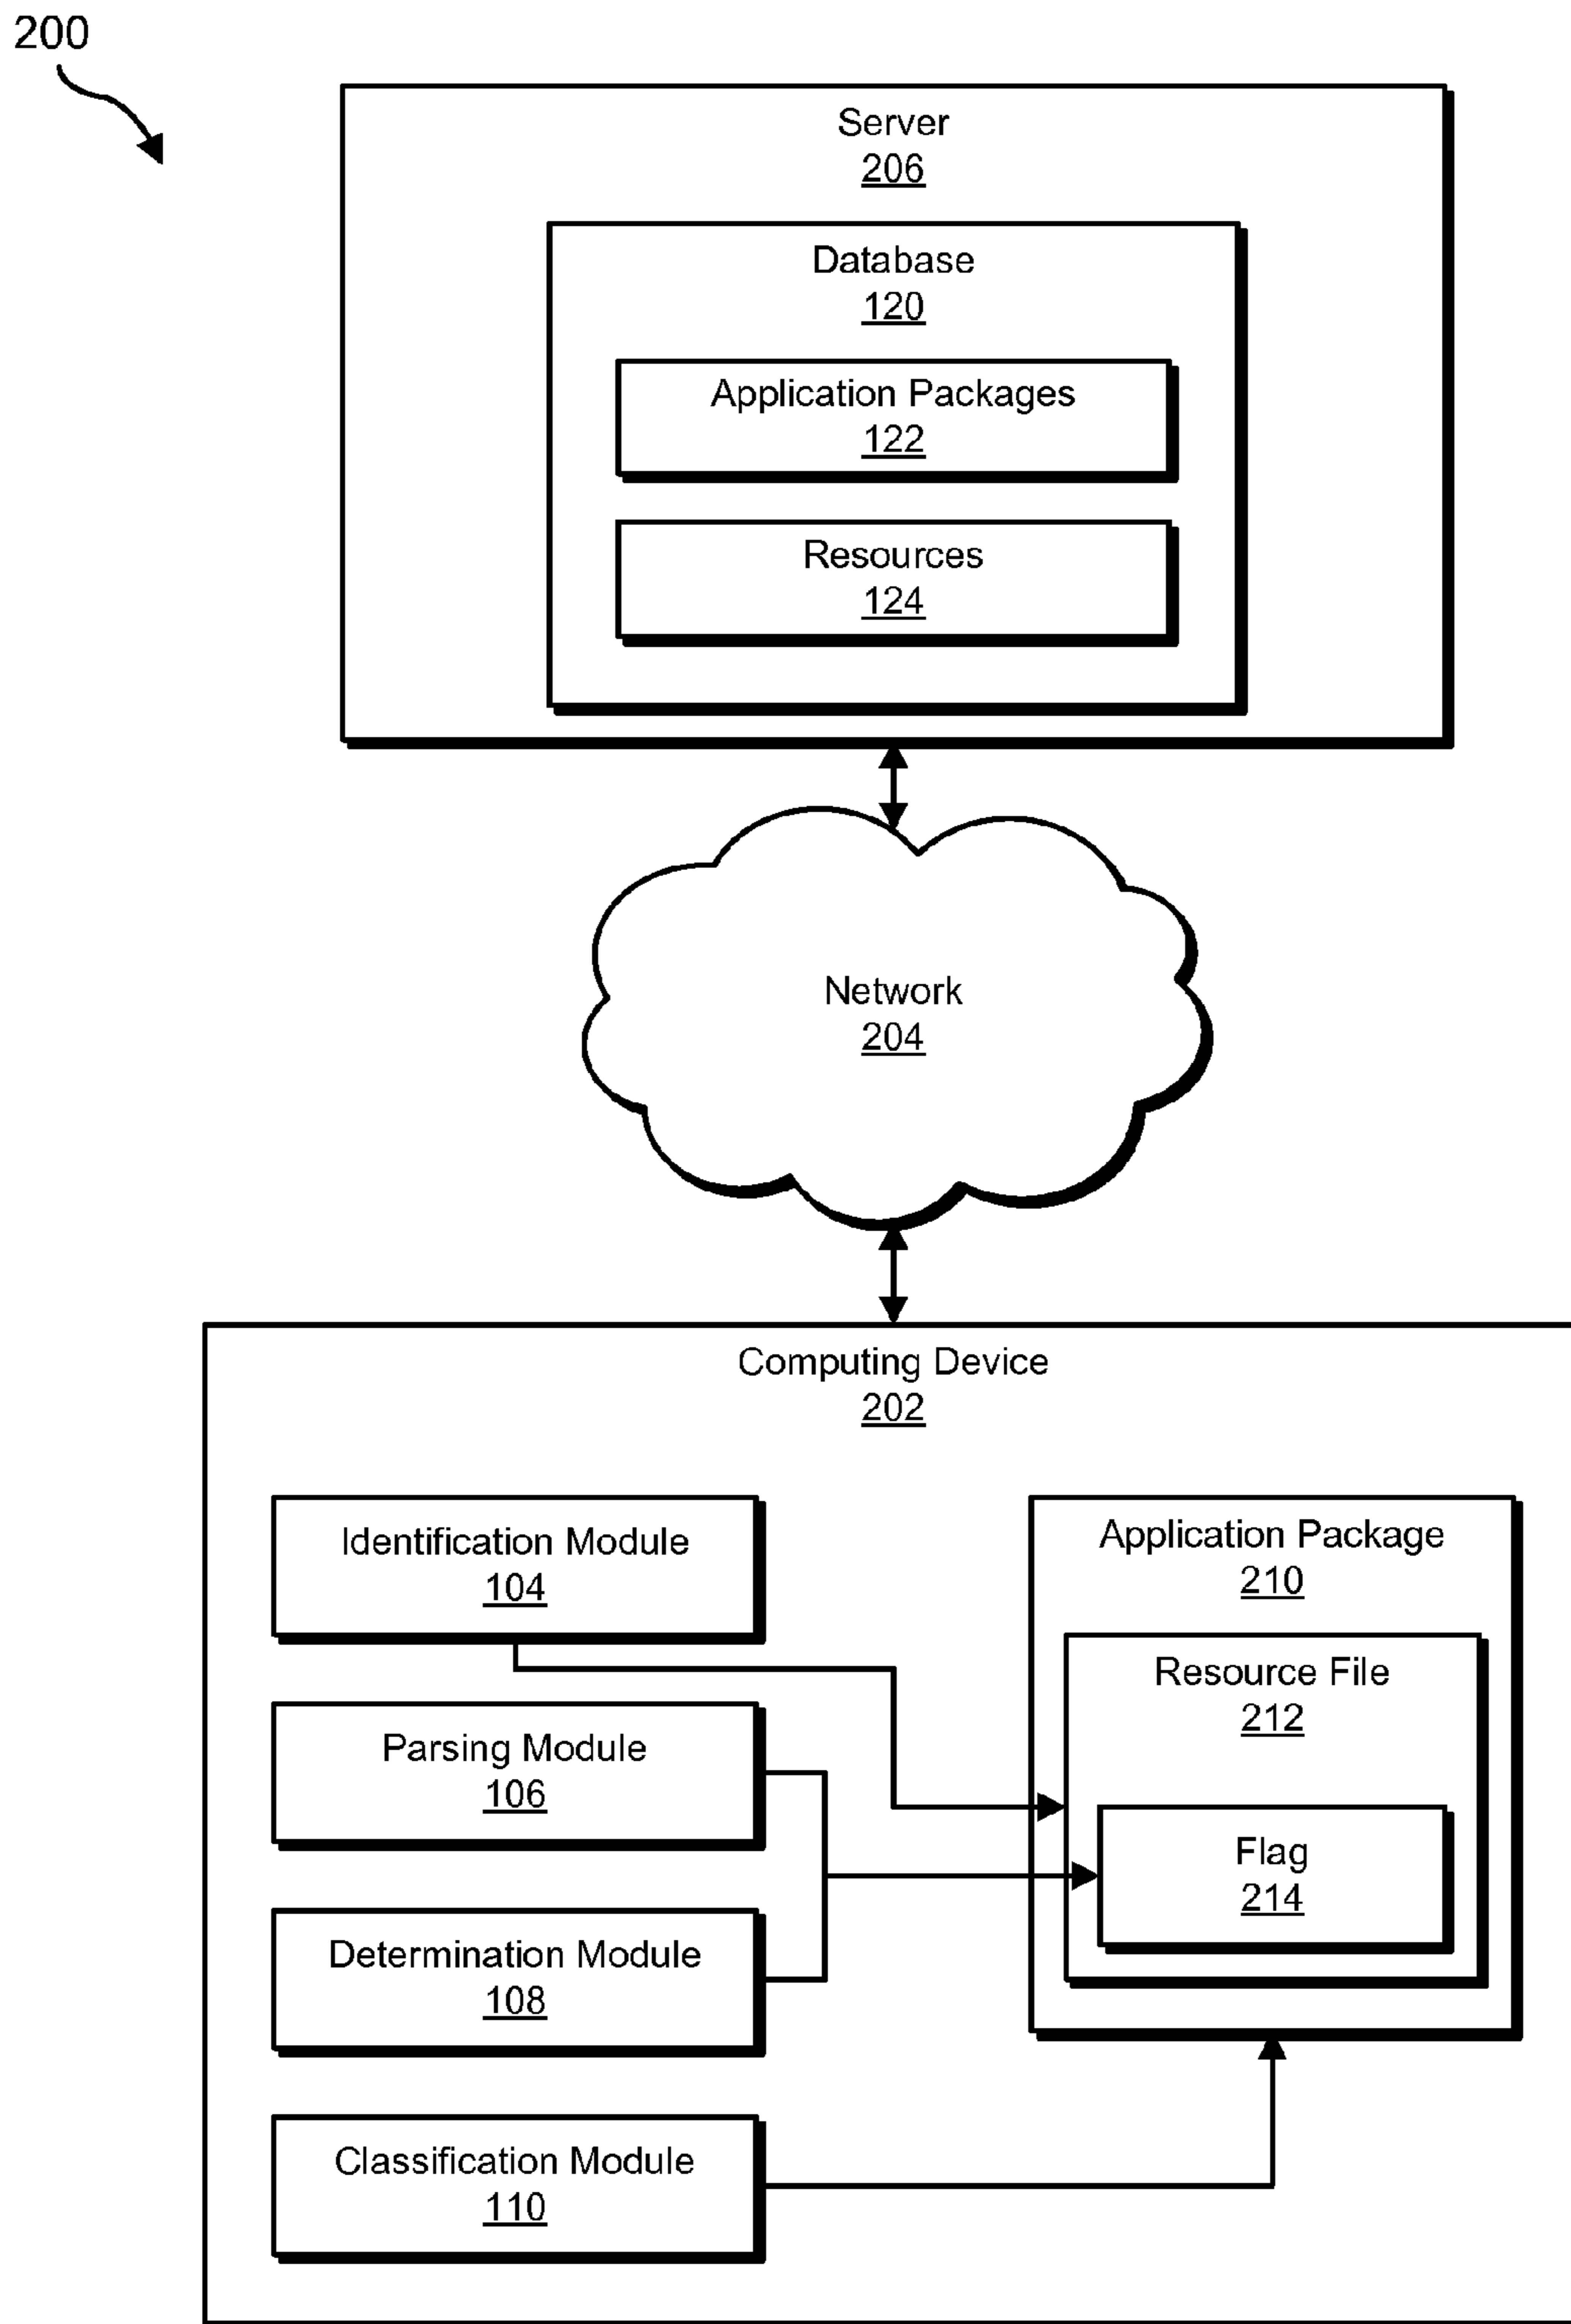 200
Server
206
Database
120
Application Packages
122
Resources
124
Network
204
Computing Device
202
Identification Module
104
Parsing Module
106
Determination Module
108
Classification Module
110
Application Package
210
Resource File
212
Flag
214